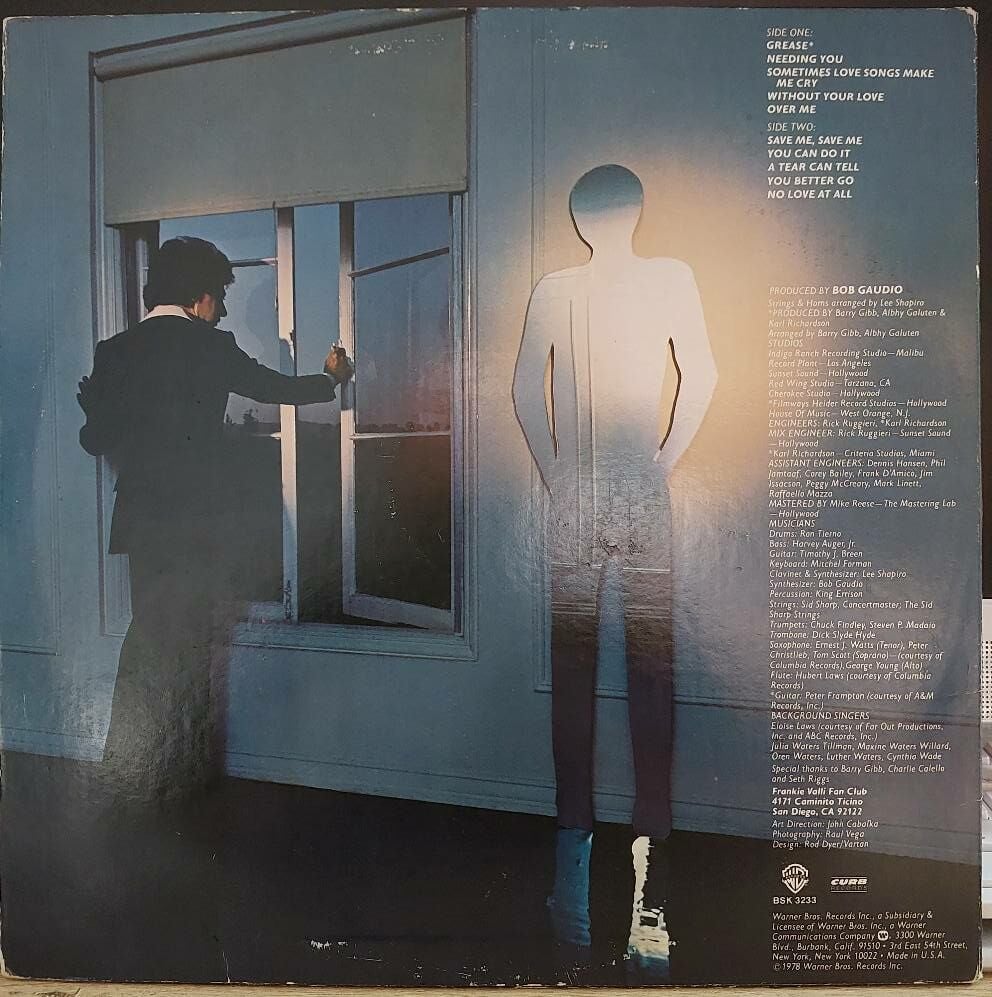 SIDE ONE:
GREASE*
NEEDING YOU
SOMETIMES LOVE SONGS MAKE
ME CRY
WITHOUT YOUR LOVE
OVER ME
SIDE TWO:
SAVE ME, SAVE ME
YOU CAN DO IT
A TEAR CAN TELL
YOU BETTER GO
NO LOVE AT ALL
PRODUCED BY BOB GAUDIO
Strings & Horns arranged by Lee Shapiro
*PRODUCED BY Barry Gibb, Albhy Galuten &
Karl Richardson
Arranged by Barry Gibb, Albhy Galuten
STUDIOS
Indigo Ranch Recording Studio—Malibu
Record Plant—Los Angeles
Sunset Sound—Hollywood
Red Wing Studio—Tarzana, CA
Cherokee Studio—Hollywood
*Filmways Heider Record Studios—Hollywood
House Of Music—West Orange, N.J.
ENGINEERS: Rick Ruggieri, *Karl Richardson
MIX ENGINEER: Rick Ruggieri—Sunset Sound
—Hollywood
*Karl Richardson—Criteria Studios, Miami
ASSISTANT ENGINEERS: Dennis Hansen, Phil
Jamtaaf, Corey Bailey, Frank D'Amico, Jim
Issacson, Peggy McCreary, Mark Linett,
Raffaello Mazza
MASTERED BY Mike Reese—The Mastering Lab
—Hollywood
MUSICIANS
Drums: Ron Tierno
Bass: Harvey Auger, Jr.
Guitar: Timothy J. Breen
Keyboard: Mitchel Forman
Clavinet & Synthesizer: Lee Shapiro
Synthesizer: Bob Gaudio
Percussion: King Errison
Strings: Sid Sharp, Concertmaster; The Sid
Sharp Strings
Trumpets: Chuck Findley, Steven P. Madaio
Trombone: Dick Slyde Hyde
Saxophone: Ernest J. Watts (Tenor), Peter
Christlieb, Tom Scott (Soprano)—(courtesy of
Columbia Records), George Young (Alto)
Flute: Hubert Laws (courtesy of Columbia
Records)
*Guitar: Peter Frampton (courtesy of A&M
Records, Inc.)
BACKGROUND SINGERS
Eloise Laws (courtesy of Far Out Productions,
Inc. and ABC Records, Inc.)
Julia Waters Tillman, Maxine Waters Willard,
Oren Waters, Luther Waters, Cynthia Wade
Special thanks to Barry Gibb, Charlie Calello
and Seth Riggs
Frankie Valli Fan Club
4171 Caminito Ticino
San Diego, CA 92122
Art Direction: John Cabalka
Photography: Raul Vega
Design: Rod Dyer/Vartan
CURB
RECORDS
BSK 3233
Warner Bros. Records Inc., a Subsidiary &
Licensee of Warner Bros. Inc., a Warner
Communications Company 3300 Warner
Blvd., Burbank, Calif. 91510 • 3rd East 54th Street,
New York, New York 10022 • Made in U.S.A.
©1978 Warner Bros. Records Inc.